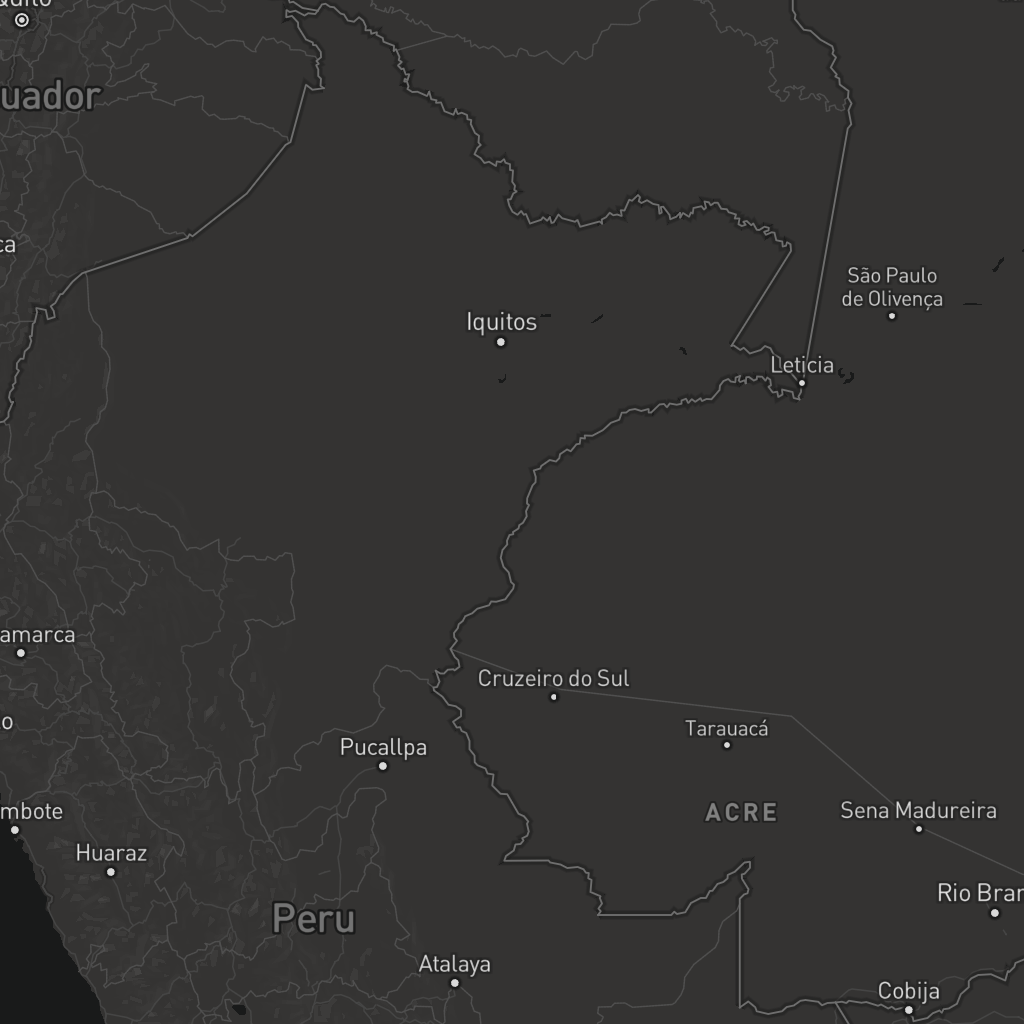 uador
São Paulo
de Olivença
Iquitos
Leticia
amarca
Cruzeiro do Sul
Tarauacá
Pucallpa
mbote
ACRE
Sena Madureira
Huaraz
Rio Bran
Peru
Atalaya
Cobija